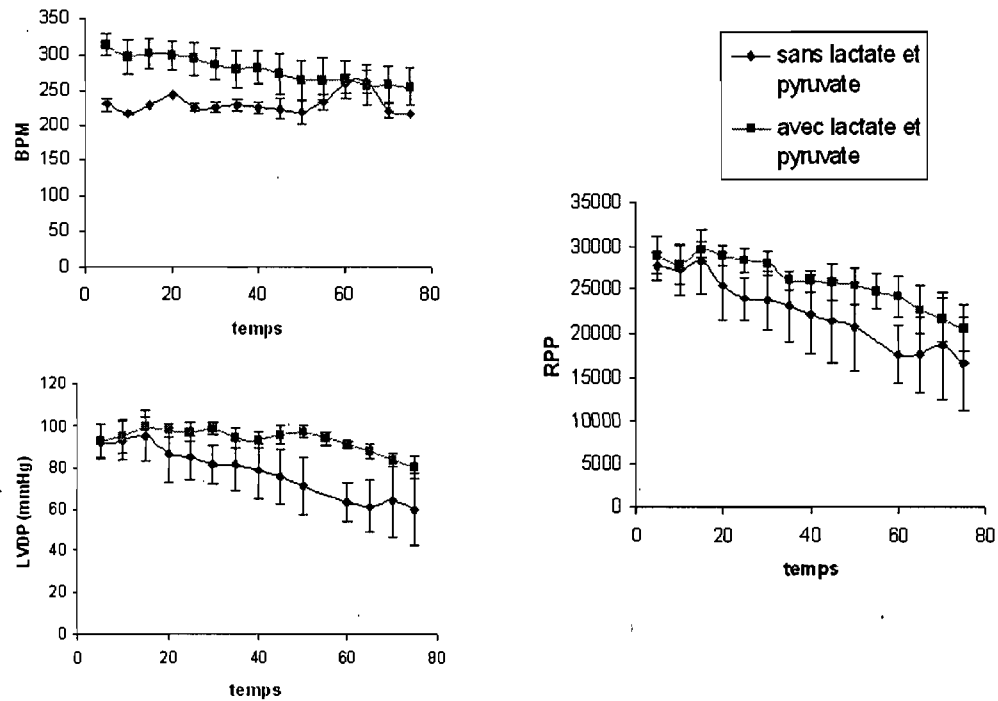 350
300
250
200
150
100
50
0
BPM
0 20 40 60 80
temps
sans lactate et
pyruvate
avec lactate et
pyruvate
120
100
80
60
40
20
0
LVDP (mmHg)
0 20 40 60 80
temps
35000
30000
25000
20000
15000
10000
5000
0
RPP
0 20 40 60 80
temps